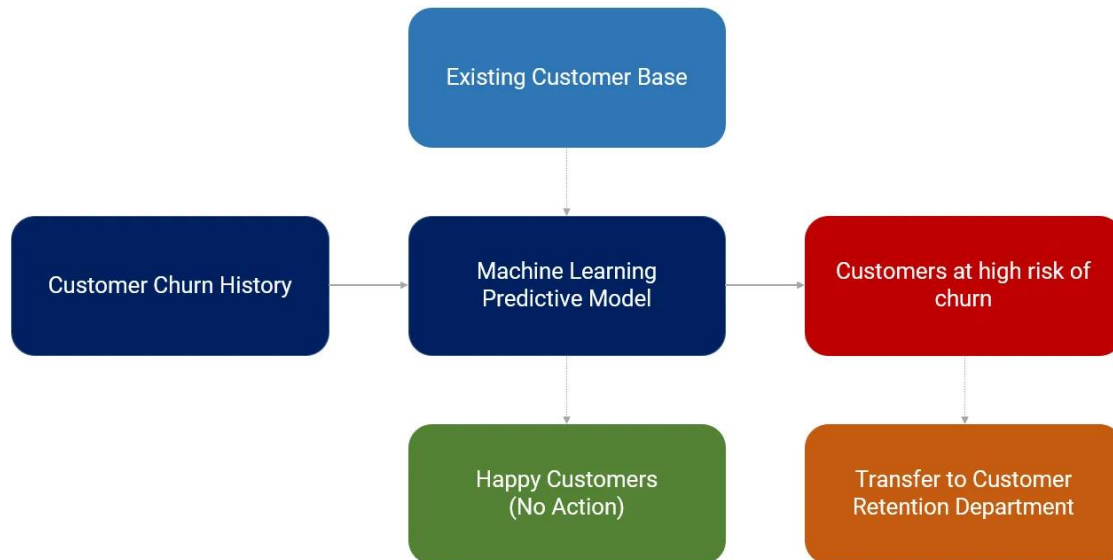 Existing Customer Base
Customer Churn History
Machine Learning
Predictive Model
Customers at high risk of
churn
Happy Customers
(No Action)
Transfer to Customer
Retention Department